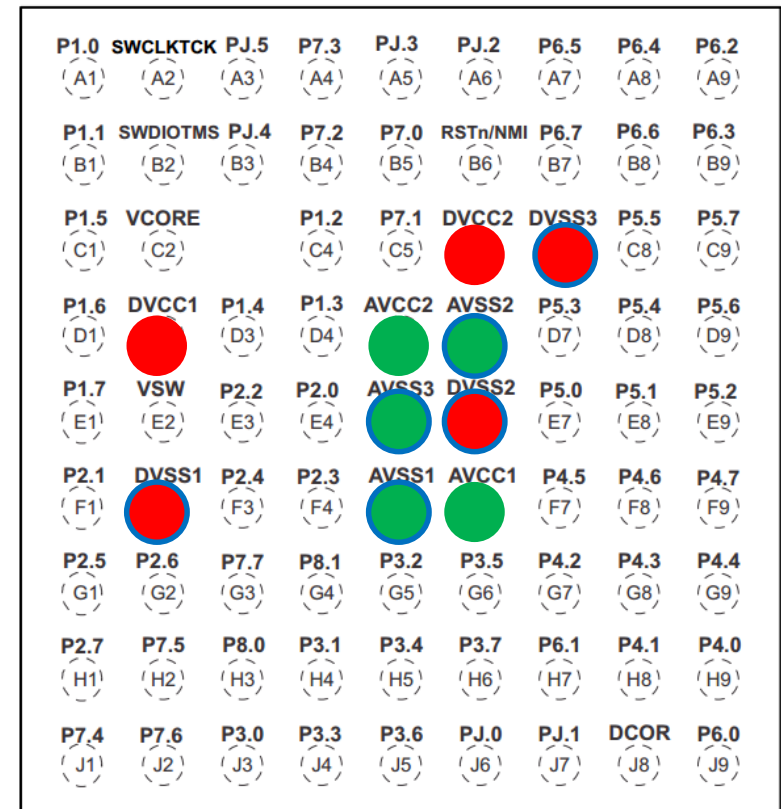 P1.0 SWCLKTCK PJ.5 P7.3 PJ.3 PJ.2 P6.5 P6.4 P6.2
A1 A2 A3 A4 A5 A6 A7 A8 A9
P1.1 SWDIOTMS PJ.4 P7.2 P7.0 RSTn/NMI P6.7 P6.6 P6.3
B1 B2 B3 B4 B5 B6 B7 B8 B9
P1.5 VCORE P1.2 P7.1 DVCC2 DVSS3 P5.5 P5.7
C1 C2 C4 C5 C8 C9
P1.6 DVCC1 P1.4 P1.3 AVCC2 AVSS2 P5.3 P5.4 P5.6
D1 D3 D4 D7 D8 D9
P1.7 VSW P2.2 P2.0 AVSS3 DVSS2 P5.0 P5.1 P5.2
E1 E2 E3 E4 E7 E8 E9
P2.1 DVSS1 P2.4 P2.3 AVSS1 AVCC1 P4.5 P4.6 P4.7
F1 F3 F4 F7 F8 F9
P2.5 P2.6 P7.7 P8.1 P3.2 P3.5 P4.2 P4.3 P4.4
G1 G2 G3 G4 G5 G6 G7 G8 G9
P2.7 P7.5 P8.0 P3.1 P3.4 P3.7 P6.1 P4.1 P4.0
H1 H2 H3 H4 H5 H6 H7 H8 H9
P7.4 P7.6 P3.0 P3.3 P3.6 PJ.0 PJ.1 DCOR P6.0
J1 J2 J3 J4 J5 J6 J7 J8 J9